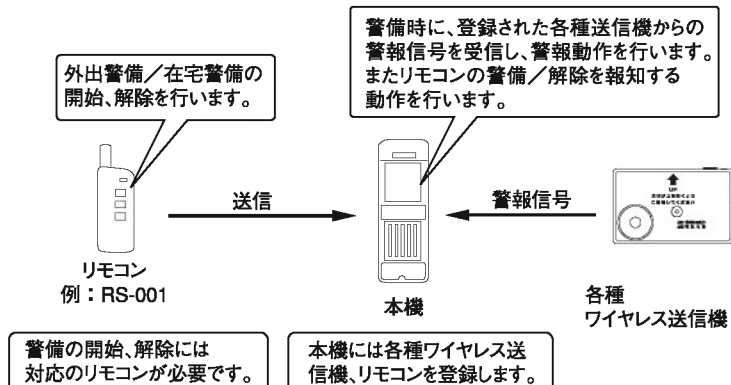 警備時に、登録された各種送信機からの
警報信号を受信し、警報動作を行います。
またリモコンの警備／解除を報知する
動作を行います。
外出警備／在宅警備の
開始、解除を行います。
送信
警報信号
UP
リモコン
例：RS-001
本機
各種
ワイヤレス送信機
警備の開始、解除には
対応のリモコンが必要です。
本機には各種ワイヤレス送
信機、リモコンを登録します。